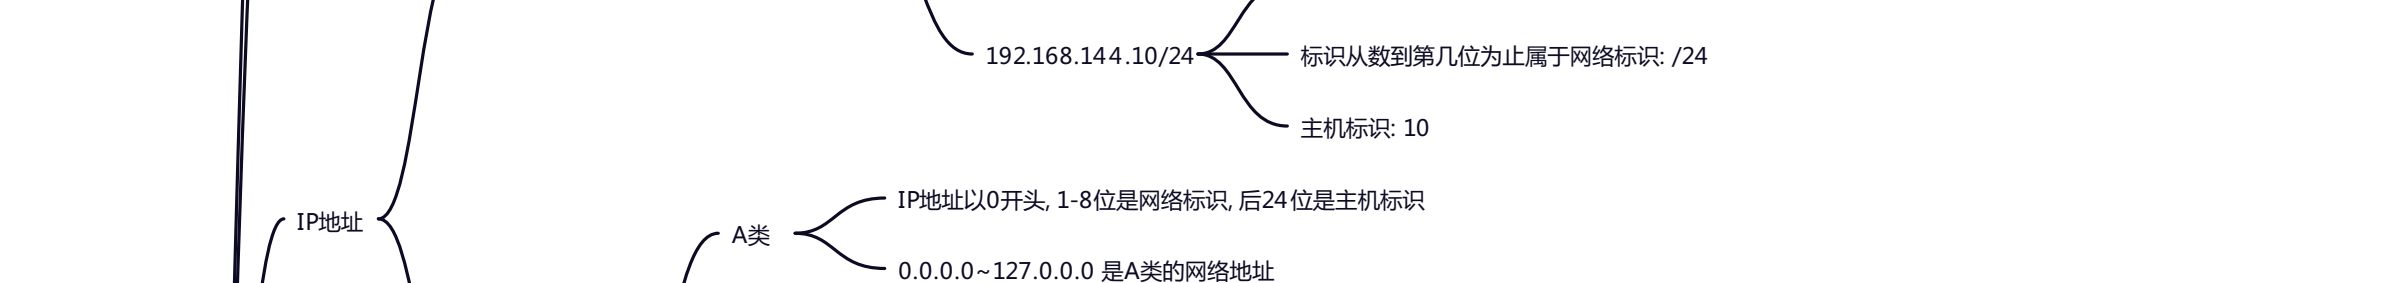 192.168.144.10/24
标识从数到第几位为止属于网络标识: /24
主机标识: 10
IP地址
A类
IP地址以0开头, 1-8位是网络标识, 后24位是主机标识
0.0.0.0~127.0.0.0 是A类的网络地址